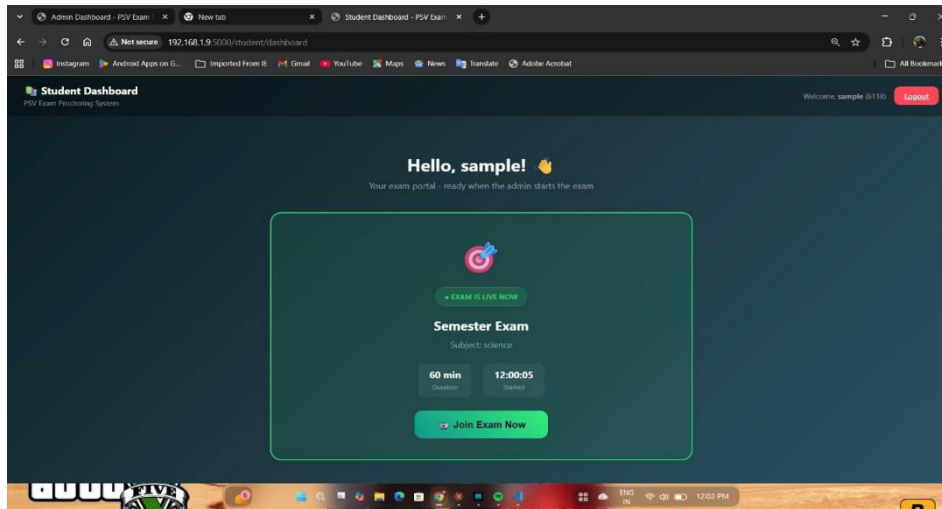 Admin Dashboard - PSV Exam
New tab
Student Dashboard - PSV Exam
Not secure 192.168.1.9:5000/student/dashboard
Instagram
Android Apps on G...
Imported From IE
Gmail
YouTube
Maps
News
Translate
Adobe Acrobat
All Bookmark
Student Dashboard
PSV Exam Proctoring System
Welcome, sample (6118)
Logout
Hello, sample!
Your exam portal - ready when the admin starts the exam
EXAM IS LIVE NOW
Semester Exam
Subject: science
60 min
Duration
12:00:05
Started
Join Exam Now
FIVE
ENG
IN
12:03 PM